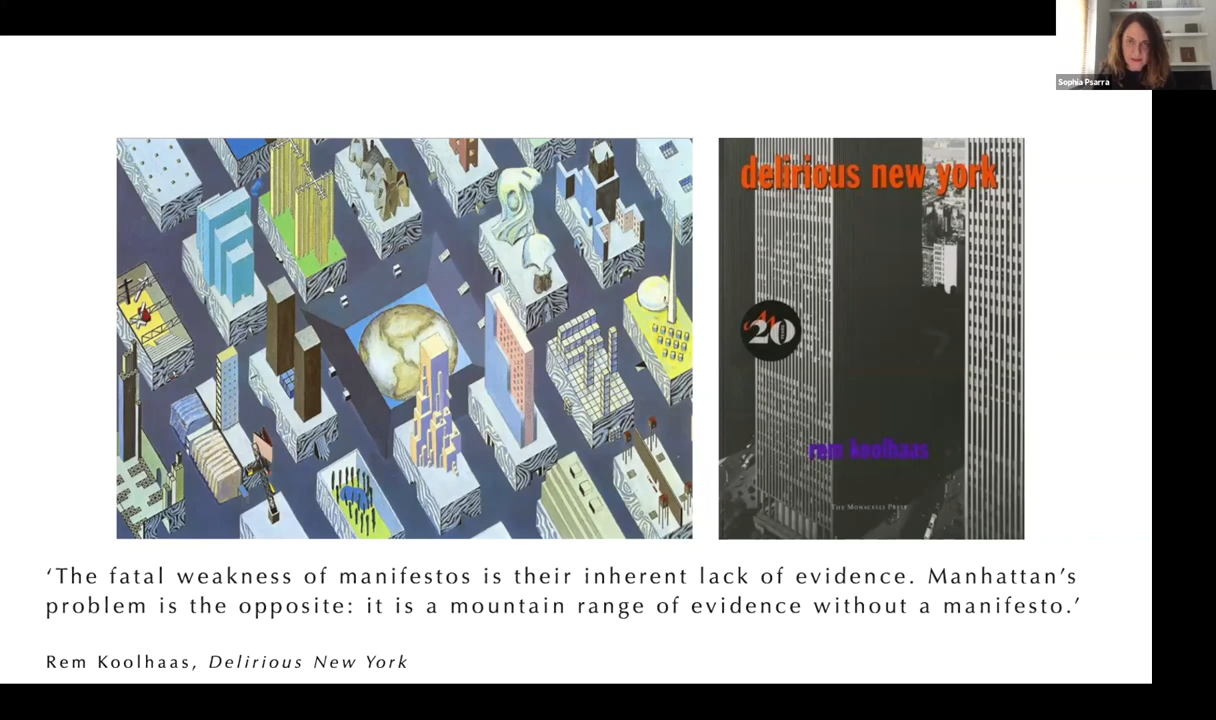 Sophia Psarra
delirious new york
20
rem koolhaas
THE MONACELLI PRESS
‘The fatal weakness of manifestos is their inherent lack of evidence. Manhattan’s
problem is the opposite: it is a mountain range of evidence without a manifesto.’
Rem Koolhaas, Delirious New York